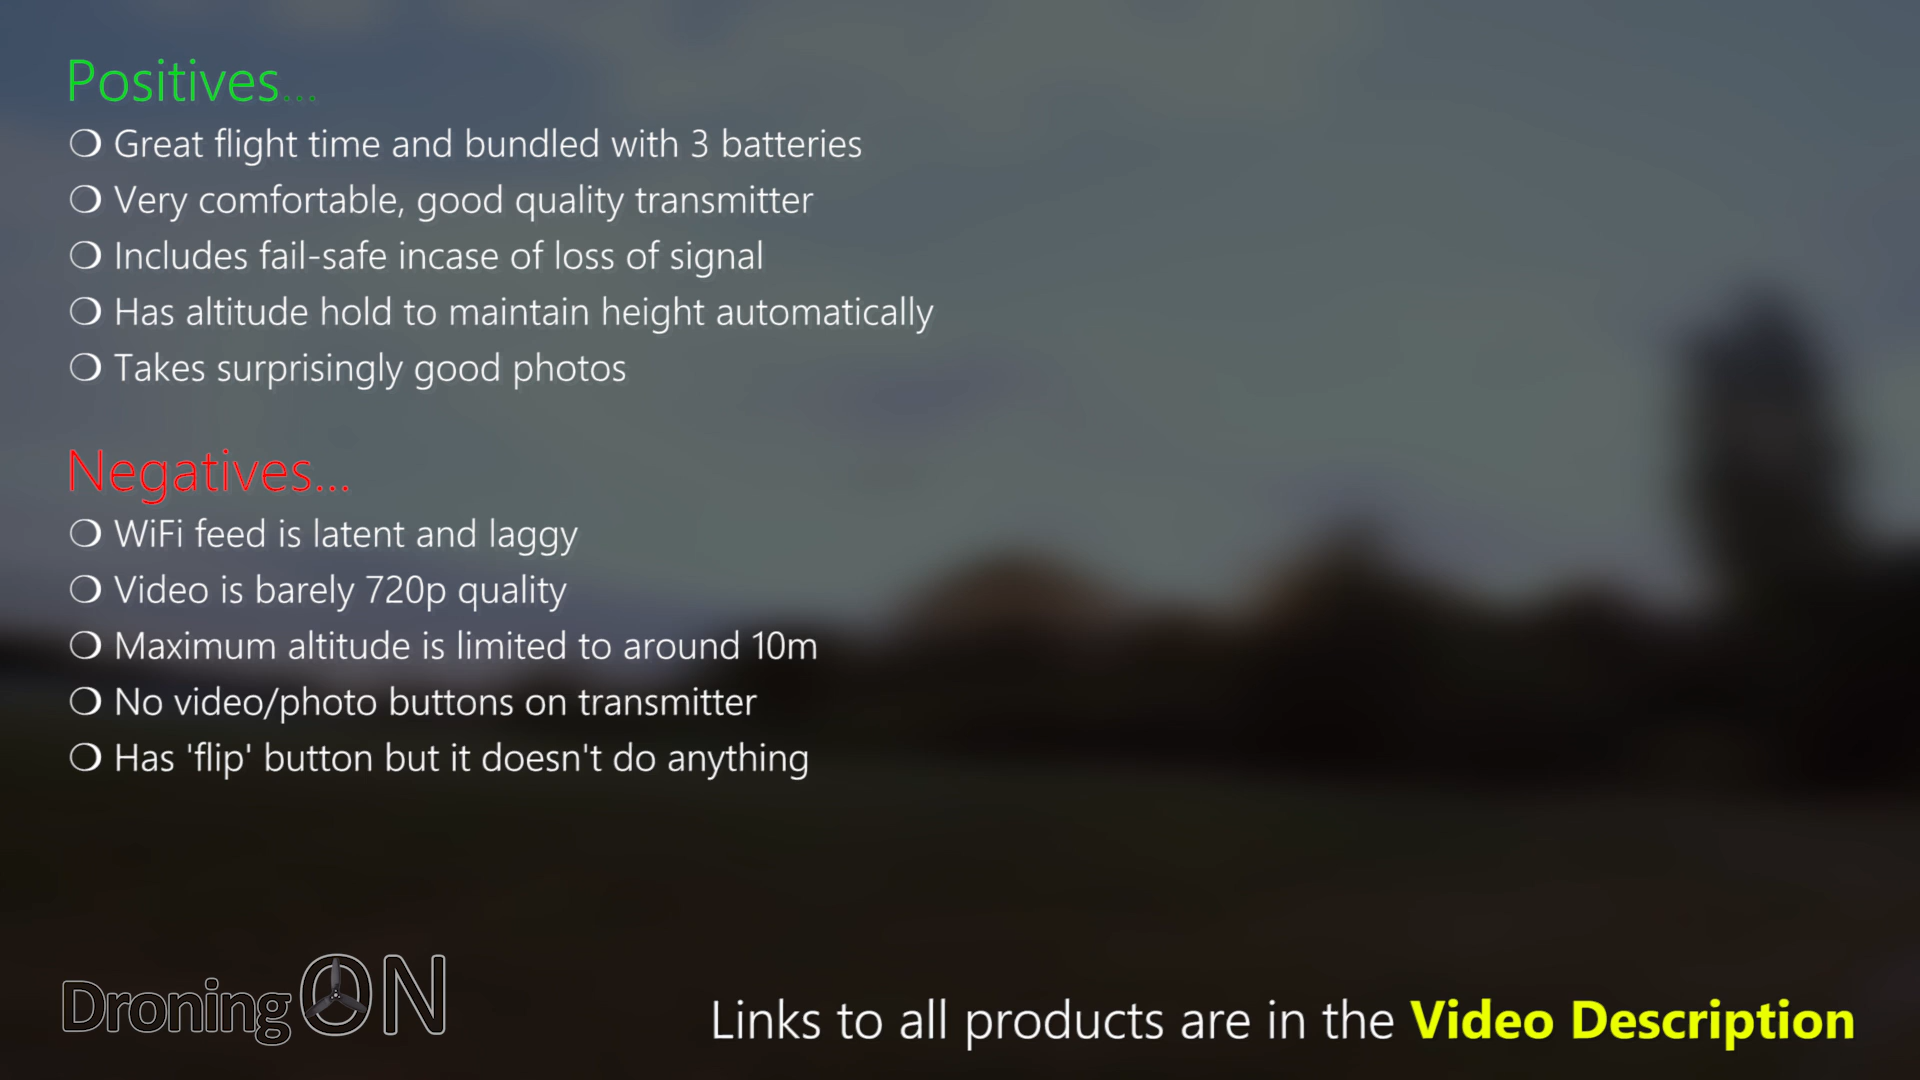 Positives...
❍ Great flight time and bundled with 3 batteries
❍ Very comfortable, good quality transmitter
❍ Includes fail-safe incase of loss of signal
❍ Has altitude hold to maintain height automatically
❍ Takes surprisingly good photos
Negatives...
❍ WiFi feed is latent and laggy
❍ Video is barely 720p quality
❍ Maximum altitude is limited to around 10m
❍ No video/photo buttons on transmitter
❍ Has 'flip' button but it doesn't do anything
DroningON
Links to all products are in the Video Description